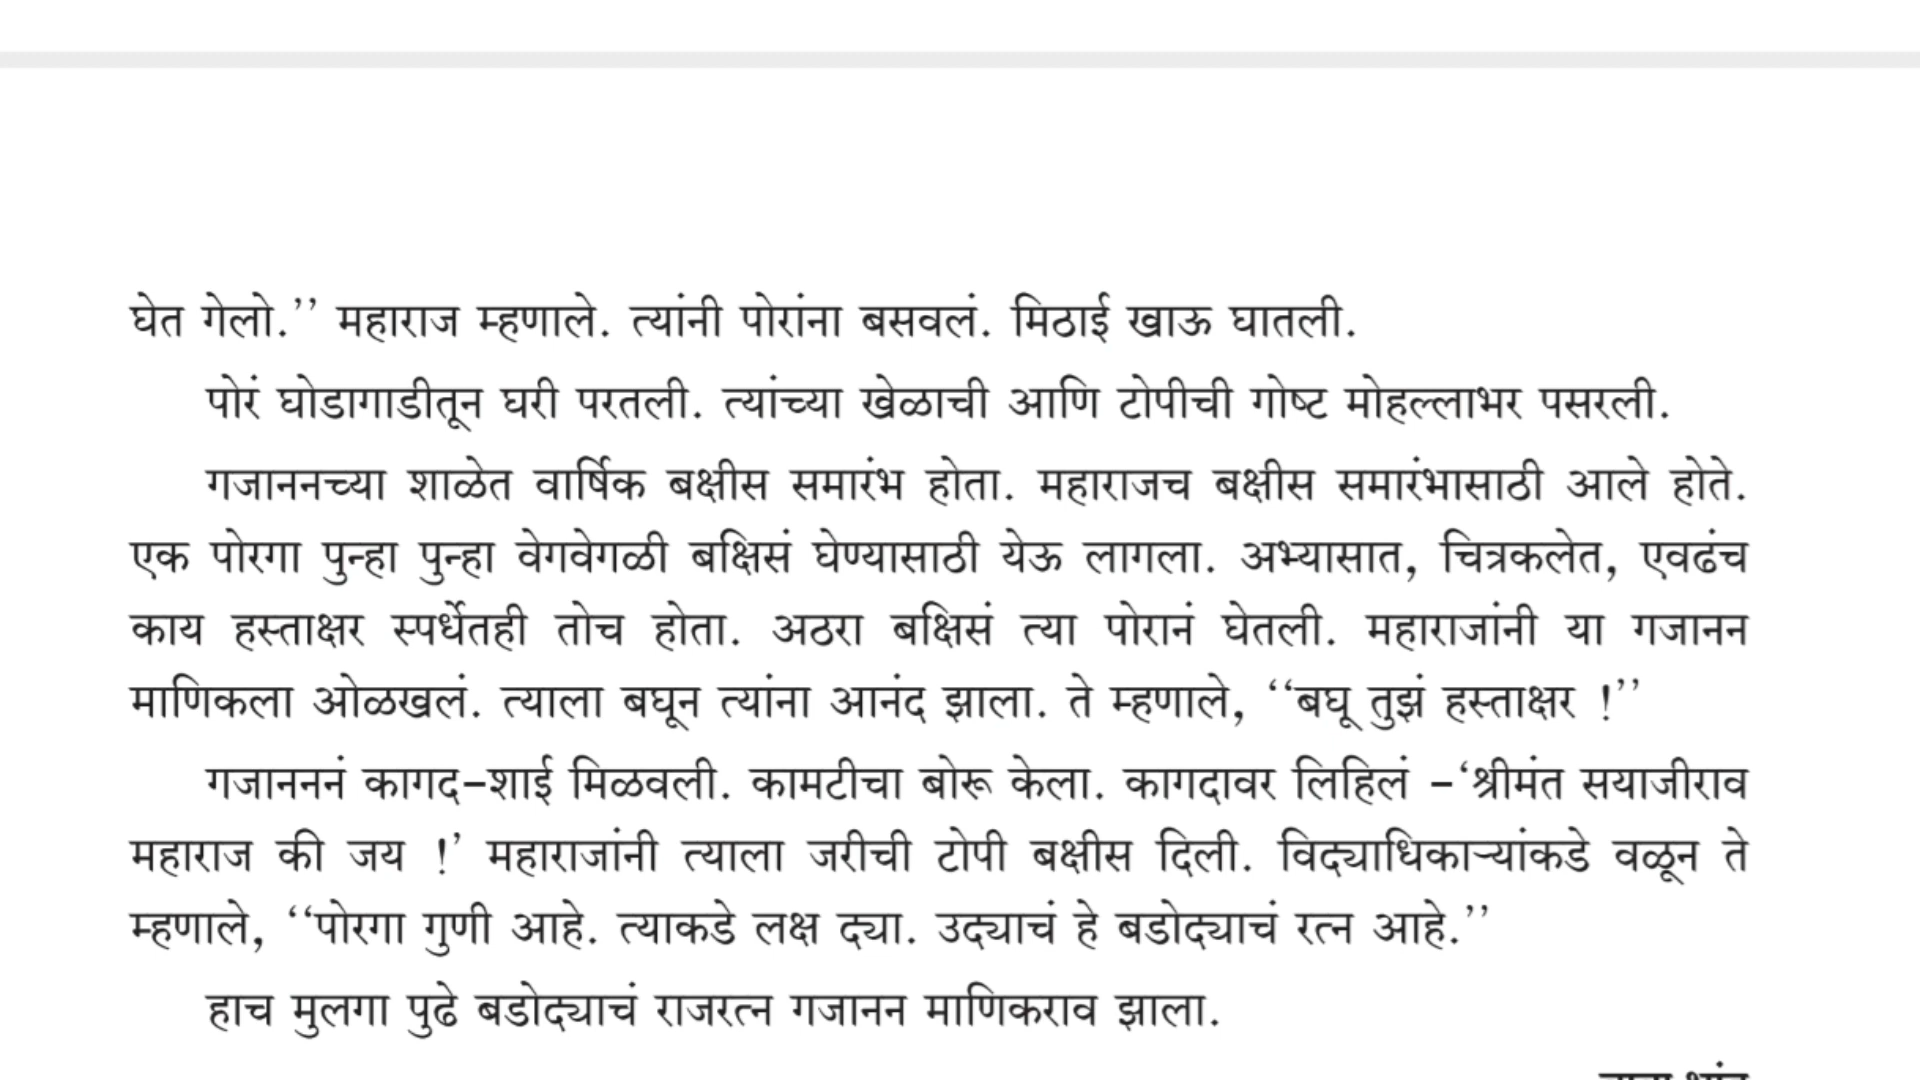 घेत गेलो.’’ महाराज म्हणाले. त्यांनी पोरांना बसवलं. मिठाई खाऊ घातली.
पोरं घोडागाडीतून घरी परतली. त्यांच्या खेळाची आणि टोपीची गोष्ट मोहल्लाभर पसरली.
गजाननच्या शाळेत वार्षिक बक्षीस समारंभ होता. महाराजच बक्षीस समारंभासाठी आले होते.
एक पोरगा पुन्हा पुन्हा वेगवेगळी बक्षिसं घेण्यासाठी येऊ लागला. अभ्यासात, चित्रकलेत, एवढंच
काय हस्ताक्षर स्पर्धेतही तोच होता. अठरा बक्षिसं त्या पोरानं घेतली. महाराजांनी या गजानन
माणिकला ओळखलं. त्याला बघून त्यांना आनंद झाला. ते म्हणाले, ‘‘बघू तुझं हस्ताक्षर !’’
गजानननं कागद-शाई मिळवली. कामटीचा बोरू केला. कागदावर लिहिलं -‘श्रीमंत सयाजीराव
महाराज की जय !’ महाराजांनी त्याला जरीची टोपी बक्षीस दिली. विद्याधिकाऱ्यांकडे वळून ते
म्हणाले, ‘‘पोरगा गुणी आहे. त्याकडे लक्ष द्या. उद्याचं हे बडोद्याचं रत्न आहे.’’
हाच मुलगा पुढे बडोद्याचं राजरत्न गजानन माणिकराव झाला.